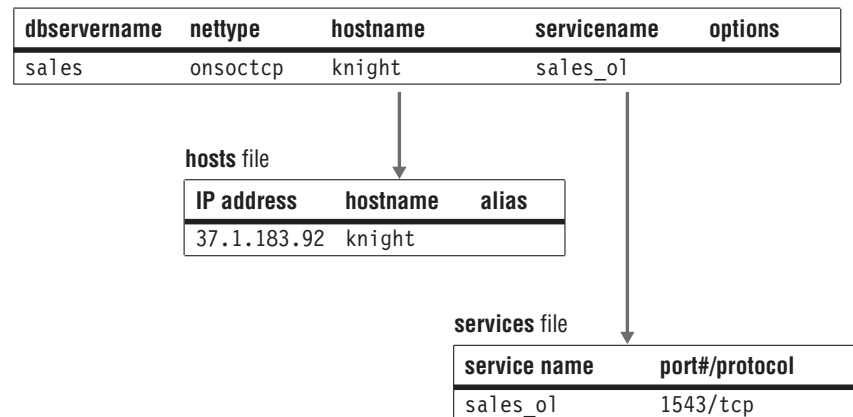 dbservername nettype hostname servicename options
sales onsoctcp knight sales_ol
hosts file
IP address hostname alias
37.1.183.92 knight
services file
service name port#/protocol
sales_ol 1543/tcp